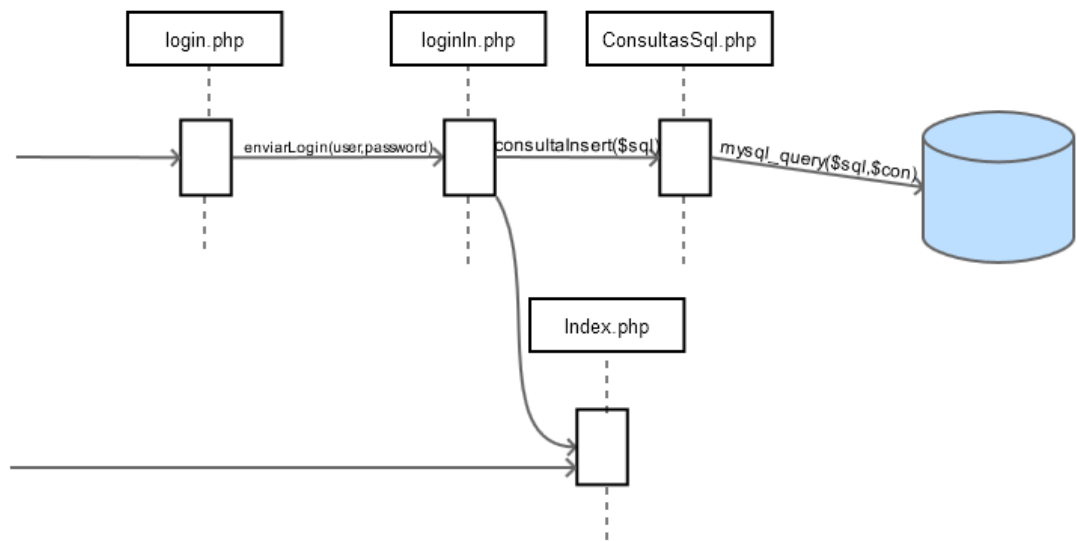 login.php
loginIn.php
ConsultasSql.php
enviarLogin(user,password)
consultaInsert($sql)
mysql_query($sql,$con)
Index.php